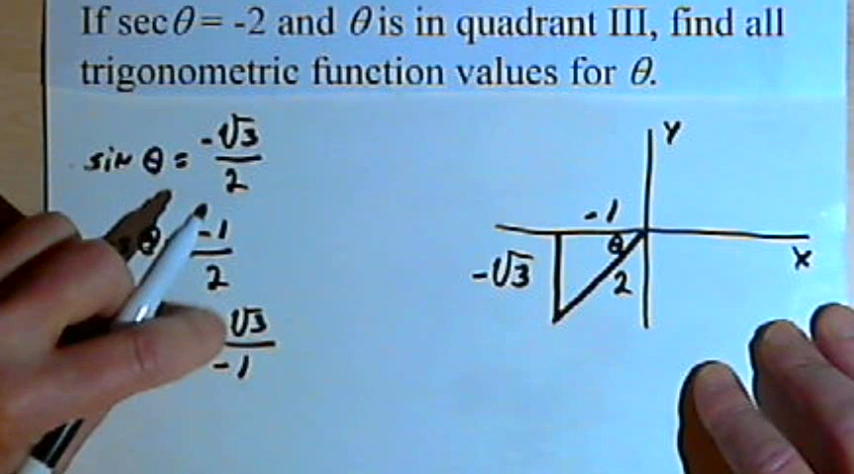 If sec θ = -2 and θ is in quadrant III, find all
trigonometric function values for θ.
sin θ = -√3/2
θ -1/2
√3/-1
Y
-1
θ
X
-√3
2